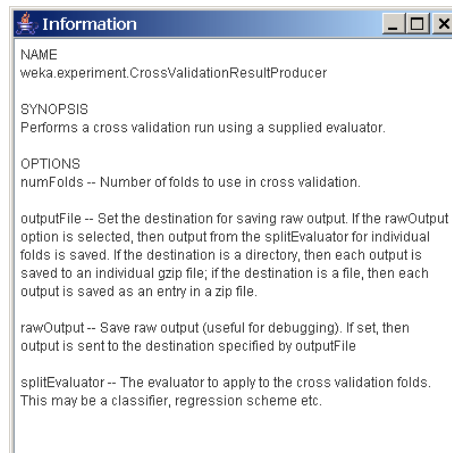 Information
NAME
weka.experiment.CrossValidationResultProducer
SYNOPSIS
Performs a cross validation run using a supplied evaluator.
OPTIONS
numFolds -- Number of folds to use in cross validation.
outputFile -- Set the destination for saving raw output. If the rawOutput
option is selected, then output from the splitEvaluator for individual
folds is saved. If the destination is a directory, then each output is
saved to an individual gzip file; if the destination is a file, then each
output is saved as an entry in a zip file.
rawOutput -- Save raw output (useful for debugging). If set, then
output is sent to the destination specified by outputFile
splitEvaluator -- The evaluator to apply to the cross validation folds.
This may be a classifier, regression scheme etc.